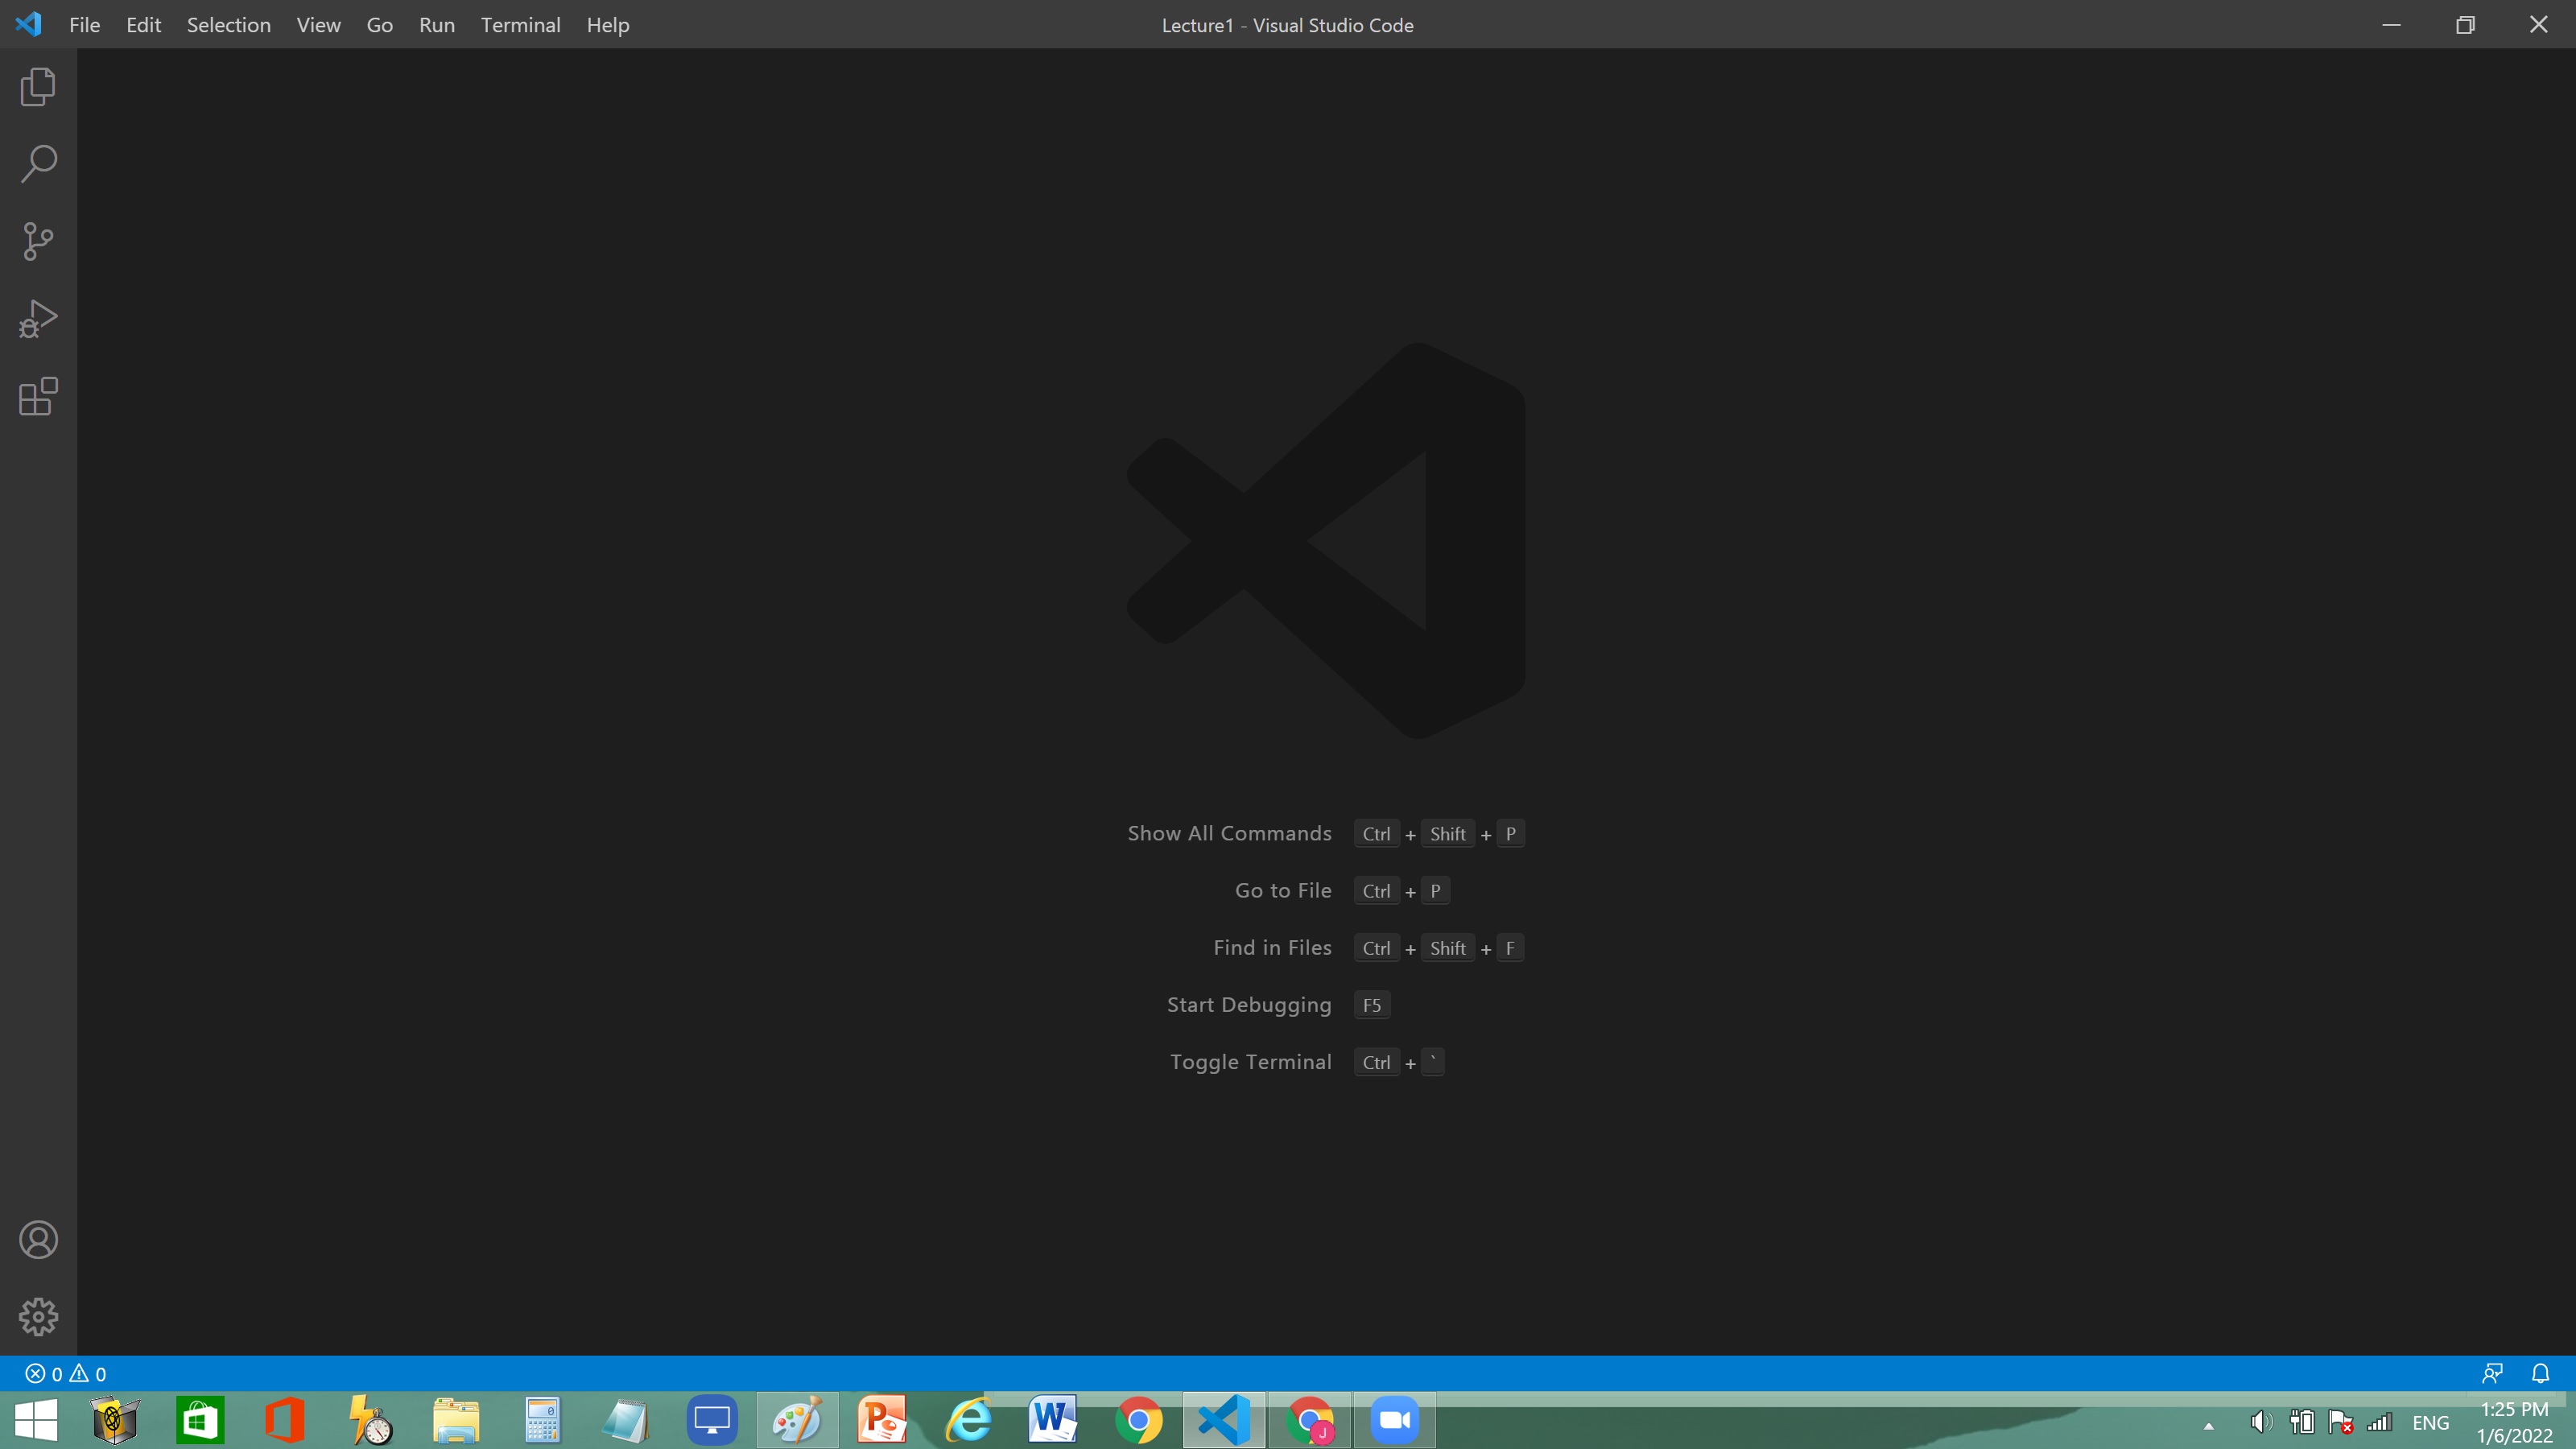 File Edit Selection View Go Run Terminal Help
Lecture1 - Visual Studio Code
Show All Commands Ctrl + Shift + P
Go to File Ctrl + P
Find in Files Ctrl + Shift + F
Start Debugging F5
Toggle Terminal Ctrl + `
0 0
ENG
1:25 PM
1/6/2022